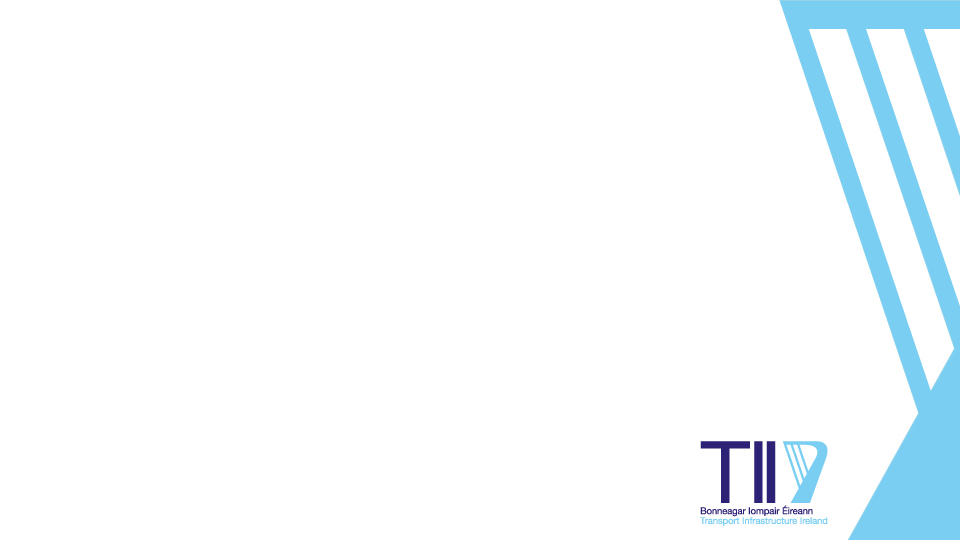 TII
Bonneagar Iompair Éireann
Transport Infrastructure Ireland